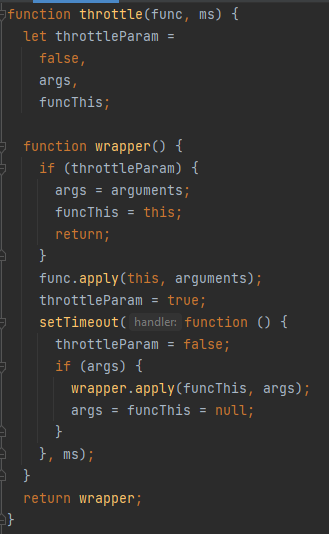 function throttle(func, ms) {
  let throttleParam =
    false,
    args,
    funcThis;

  function wrapper() {
    if (throttleParam) {
      args = arguments;
      funcThis = this;
      return;
    }
    func.apply(this, arguments);
    throttleParam = true;
    setTimeout( handler: function () {
      throttleParam = false;
      if (args) {
        wrapper.apply(funcThis, args);
        args = funcThis = null;
      }
    }, ms);
  }
  return wrapper;
}